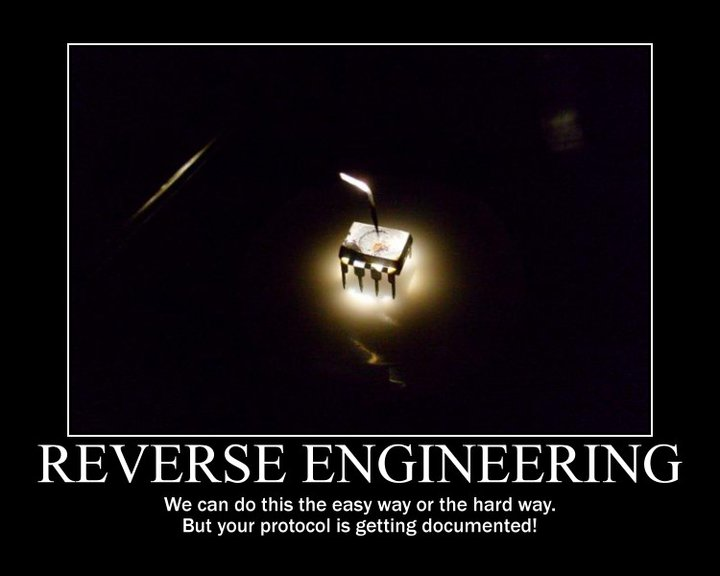 REVERSE ENGINEERING
We can do this the easy way or the hard way.
But your protocol is getting documented!